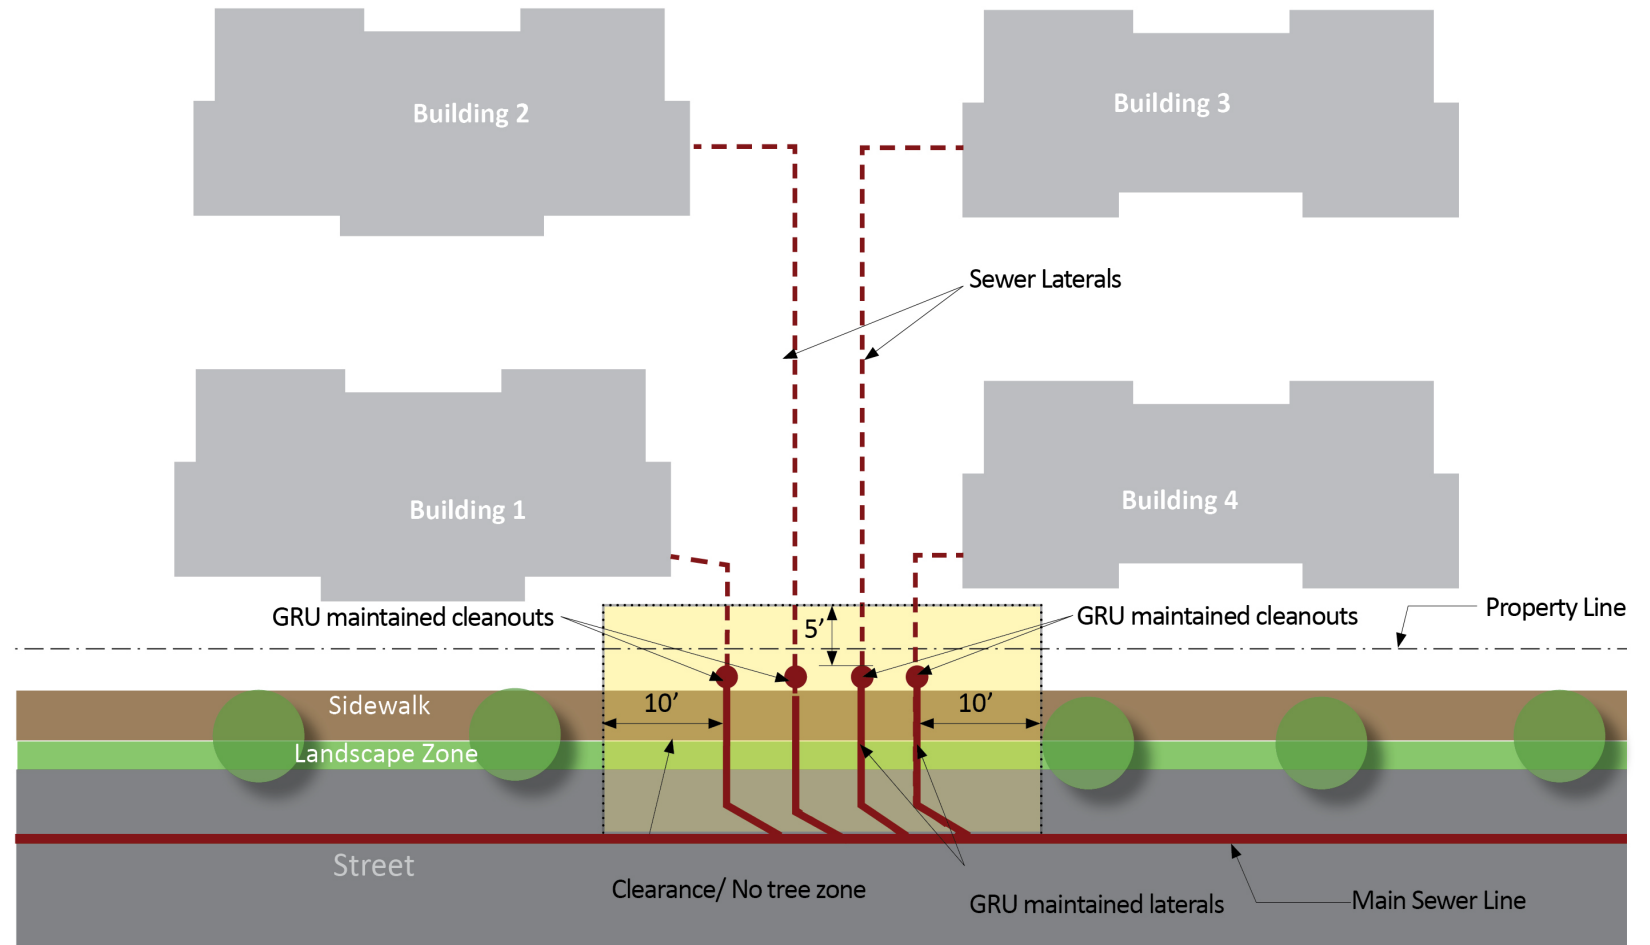 Building 2
Building 3
Sewer Laterals
Building 1
Building 4
GRU maintained cleanouts
5’
GRU maintained cleanouts
Property Line
Sidewalk
10’
10’
Landscape Zone
Street
Clearance/ No tree zone
GRU maintained laterals
Main Sewer Line